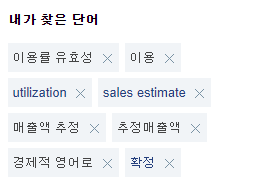 내가 찾은 단어
이용률 유효성 × 이용 ×
utilization × sales estimate ×
매출액 추정 × 추정매출액 ×
경제적 영어로 × 확정 ×